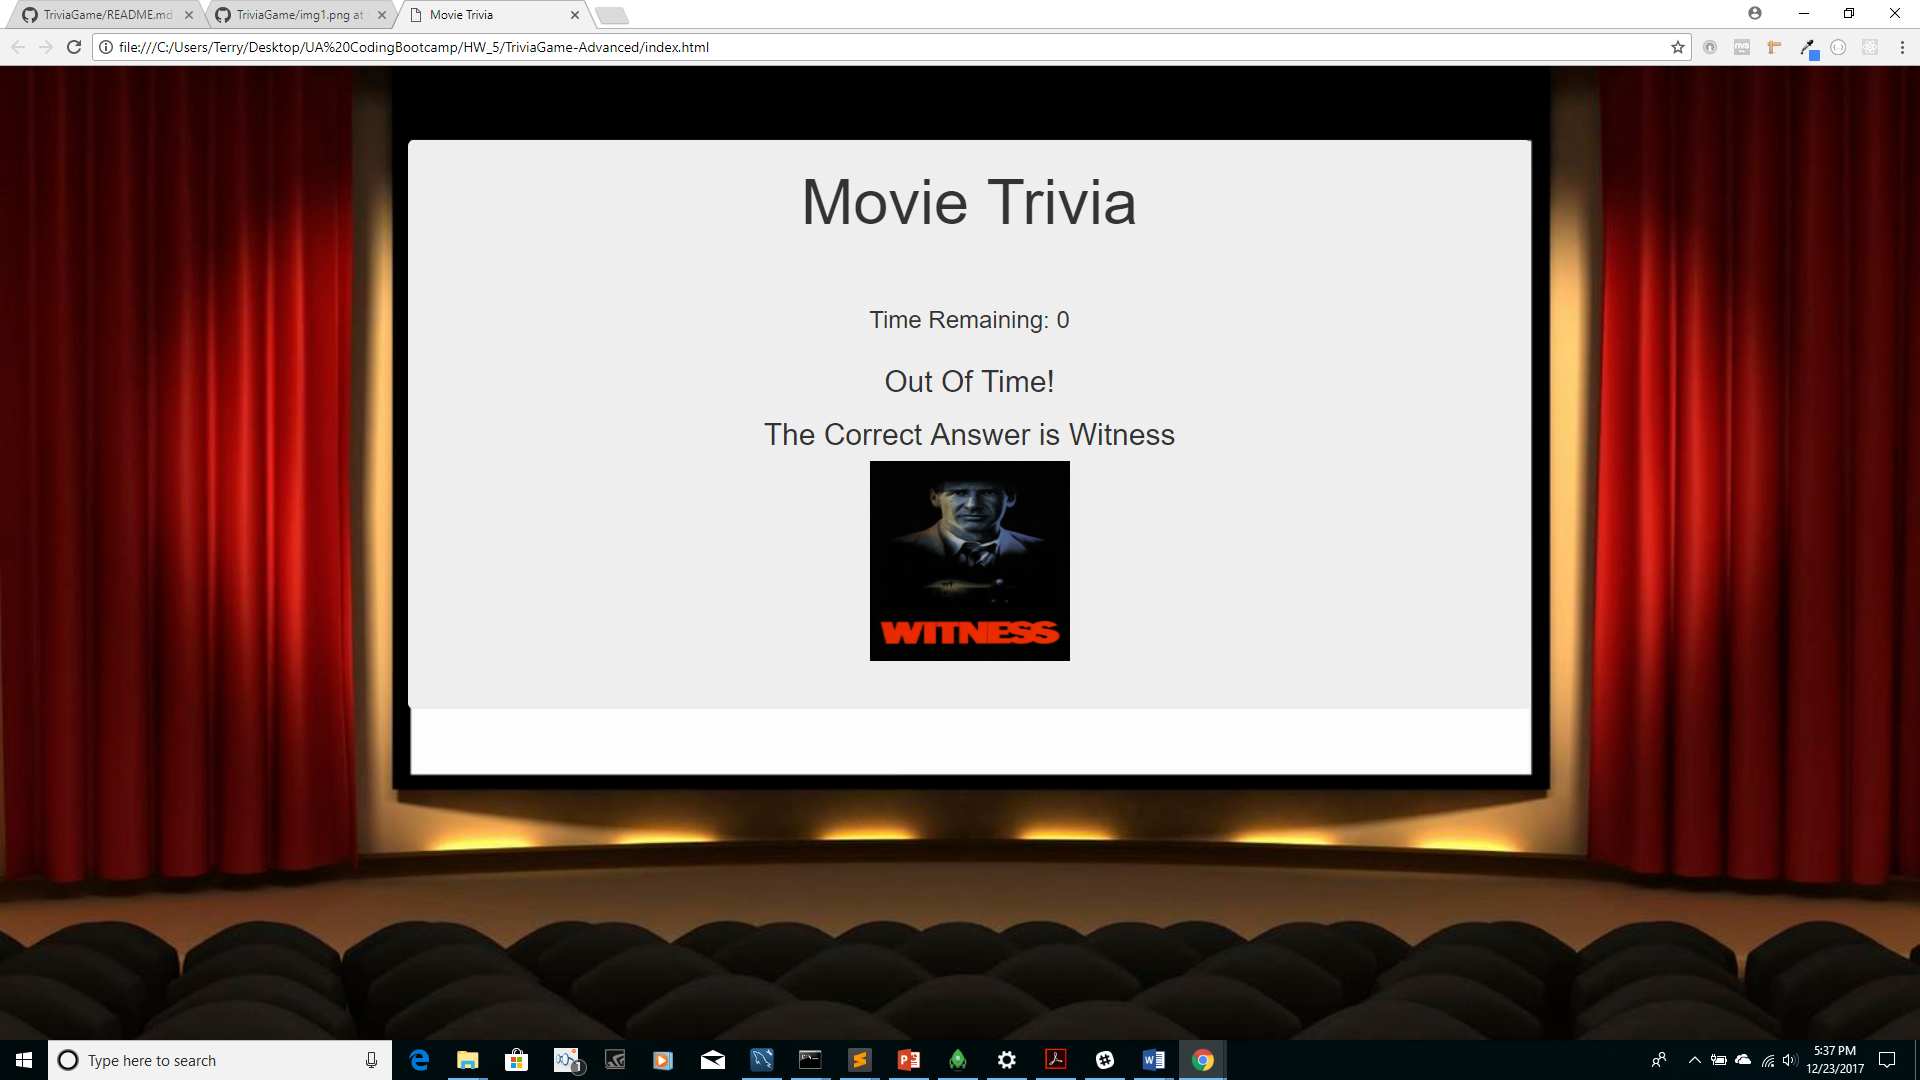 TriviaGame/README.md
TriviaGame/img1.png at
Movie Trivia
file:///C:/Users/Terry/Desktop/UA%20CodingBootcamp/HW_5/TriviaGame-Advanced/index.html
Movie Trivia
Time Remaining: 0
Out Of Time!
The Correct Answer is Witness
WITNESS
Type here to search
1
5:37 PM
12/23/2017